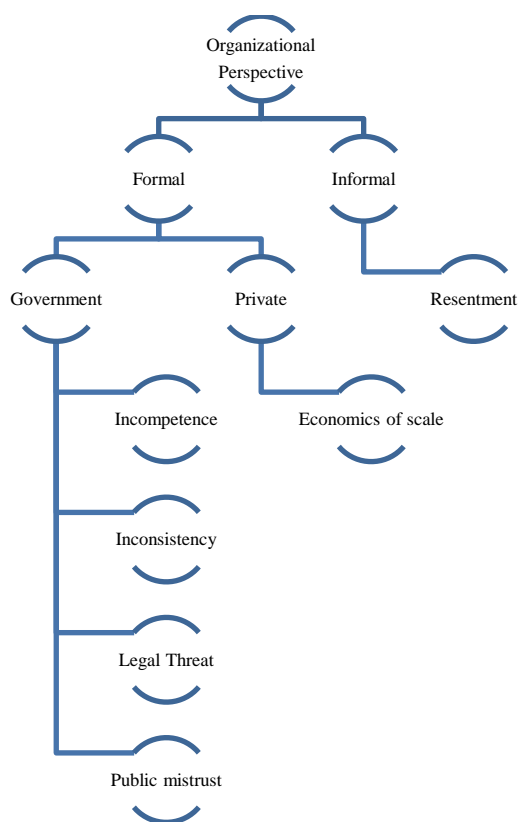 Organizational
Perspective
Formal
Informal
Government
Private
Resentment
Incompetence
Economics of scale
Inconsistency
Legal Threat
Public mistrust